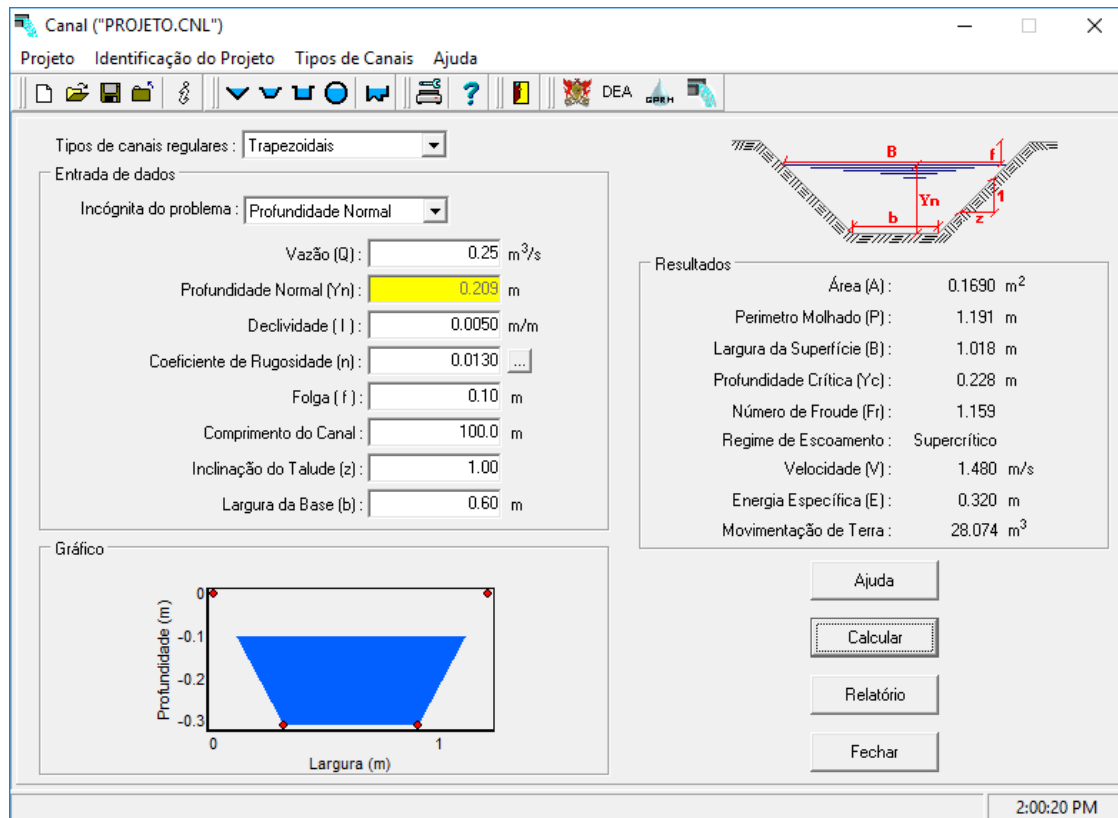 Canal ("PROJETO.CNL")
Projeto Identificação do Projeto Tipos de Canais Ajuda
DEA GPRH
Tipos de canais regulares : Trapezoidais
Entrada de dados
Incógnita do problema : Profundidade Normal
Vazão (Q) : 0.25 m³/s
Profundidade Normal (Yn) : 0.209 m
Declividade ( I ) : 0.0050 m/m
Coeficiente de Rugosidade (n) : 0.0130 ...
Folga ( f ) : 0.10 m
Comprimento do Canal : 100.0 m
Inclinação do Talude (z) : 1.00
Largura da Base (b) : 0.60 m
B f
Yn 1
b z
Resultados
Área (A) : 0.1690 m²
Perimetro Molhado (P) : 1.191 m
Largura da Superfície (B) : 1.018 m
Profundidade Crítica (Yc) : 0.228 m
Número de Froude (Fr) : 1.159
Regime de Escoamento : Supercrítico
Velocidade (V) : 1.480 m/s
Energia Específica (E) : 0.320 m
Movimentação de Terra : 28.074 m³
Gráfico
Profundidade (m)
0
-0.1
-0.2
-0.3
0 1
Largura (m)
Ajuda
Calcular
Relatório
Fechar
2:00:20 PM